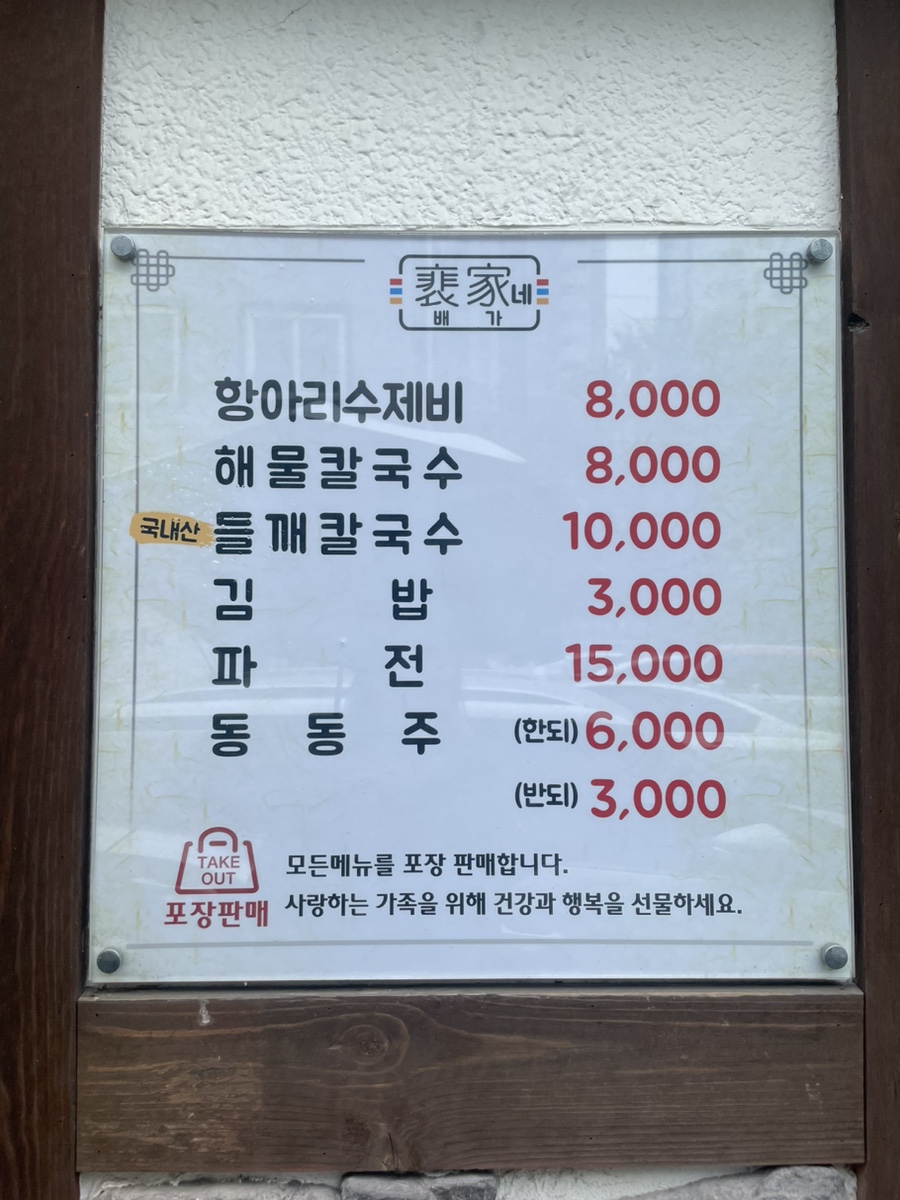 裵家네
배 가
항아리수제비 8,000
해물칼국수 8,000
국내산 들깨칼국수 10,000
김밥 3,000
파전 15,000
동동주 (한되) 6,000
(반되) 3,000
TAKE OUT
포장판매
모든메뉴를 포장 판매합니다.
사랑하는 가족을 위해 건강과 행복을 선물하세요.